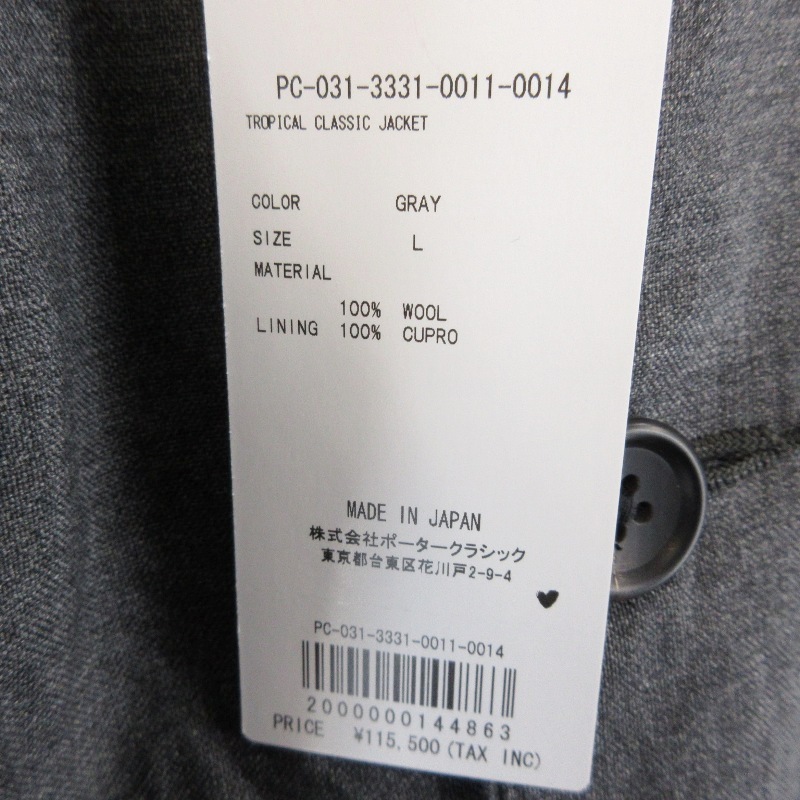 PC-031-3331-0011-0014
TROPICAL CLASSIC JACKET
COLOR GRAY
SIZE L
MATERIAL
100% WOOL
LINING 100% CUPRO
MADE IN JAPAN
株式会社ポータークラシック
東京都台東区花川戸2-9-4
PC-031-3331-0011-0014
2000000144863
PRICE ¥115,500(TAX INC)